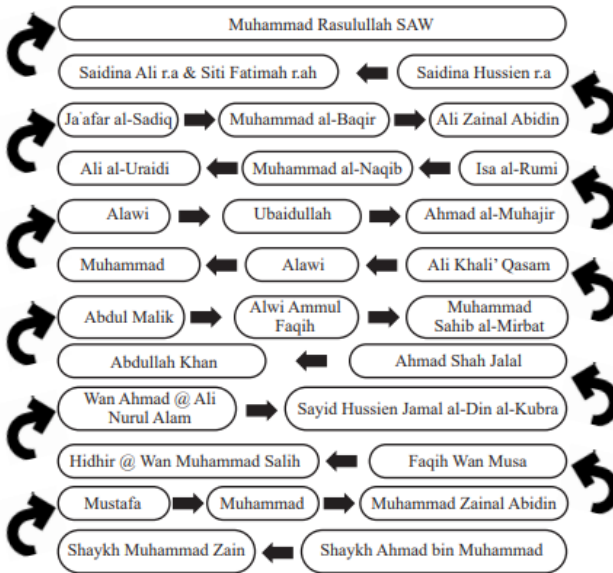 Muhammad Rasulullah SAW
Saidina Ali r.a & Siti Fatimah r.ah
Saidina Hussien r.a
Ja'afar al-Sadiq
Muhammad al-Baqir
Ali Zainal Abidin
Ali al-Uraidi
Muhammad al-Naqib
Isa al-Rumi
Alawi
Ubaidullah
Ahmad al-Muhajir
Muhammad
Alawi
Ali Khali' Qasam
Abdul Malik
Alwi Ammul
Faqih
Muhammad
Sahib al-Mirbat
Abdullah Khan
Ahmad Shah Jalal
Wan Ahmad @ Ali
Nurul Alam
Sayid Hussien Jamal al-Din al-Kubra
Hidhir @ Wan Muhammad Salih
Faqih Wan Musa
Mustafa
Muhammad
Muhammad Zainal Abidin
Shaykh Muhammad Zain
Shaykh Ahmad bin Muhammad